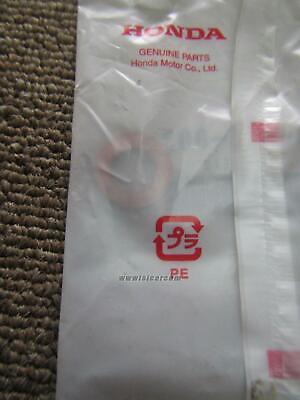 HONDA
GENUINE PARTS
Honda Motor Co., Ltd.
プラ
PE